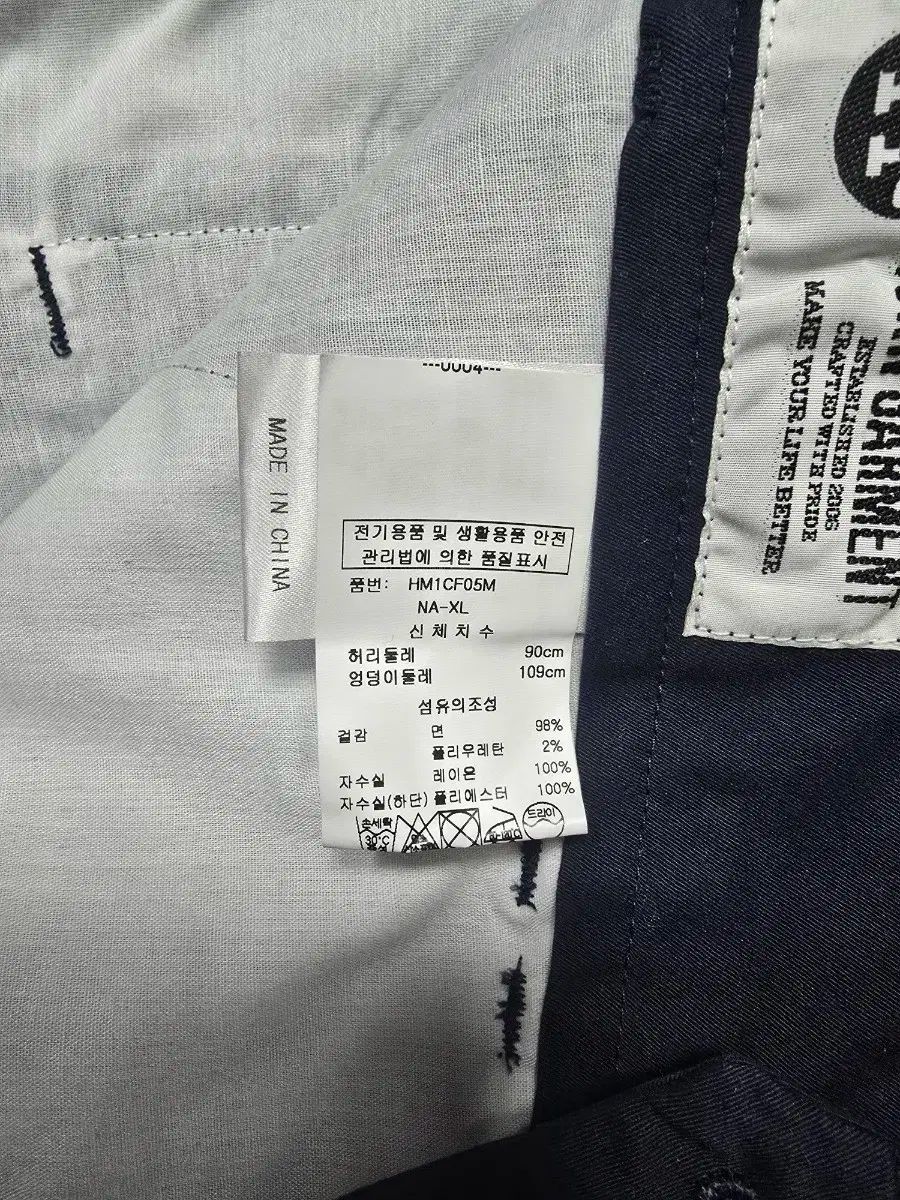 ---0004---
MADE IN CHINA
전기용품 및 생활용품 안전
관리법에 의한 품질표시
품번: HM1CF05M
NA-XL
신체치수
허리둘레 90cm
엉덩이둘레 109cm
섬유의조성
겉감 면 98%
폴리우레탄 2%
자수실 레이온 100%
자수실(하단) 폴리에스터 100%
손세탁
30℃
드라이
GARMENT
ESTABLISHED 2006
CRAFTED WITH PRIDE
MAKE YOUR LIFE BETTER